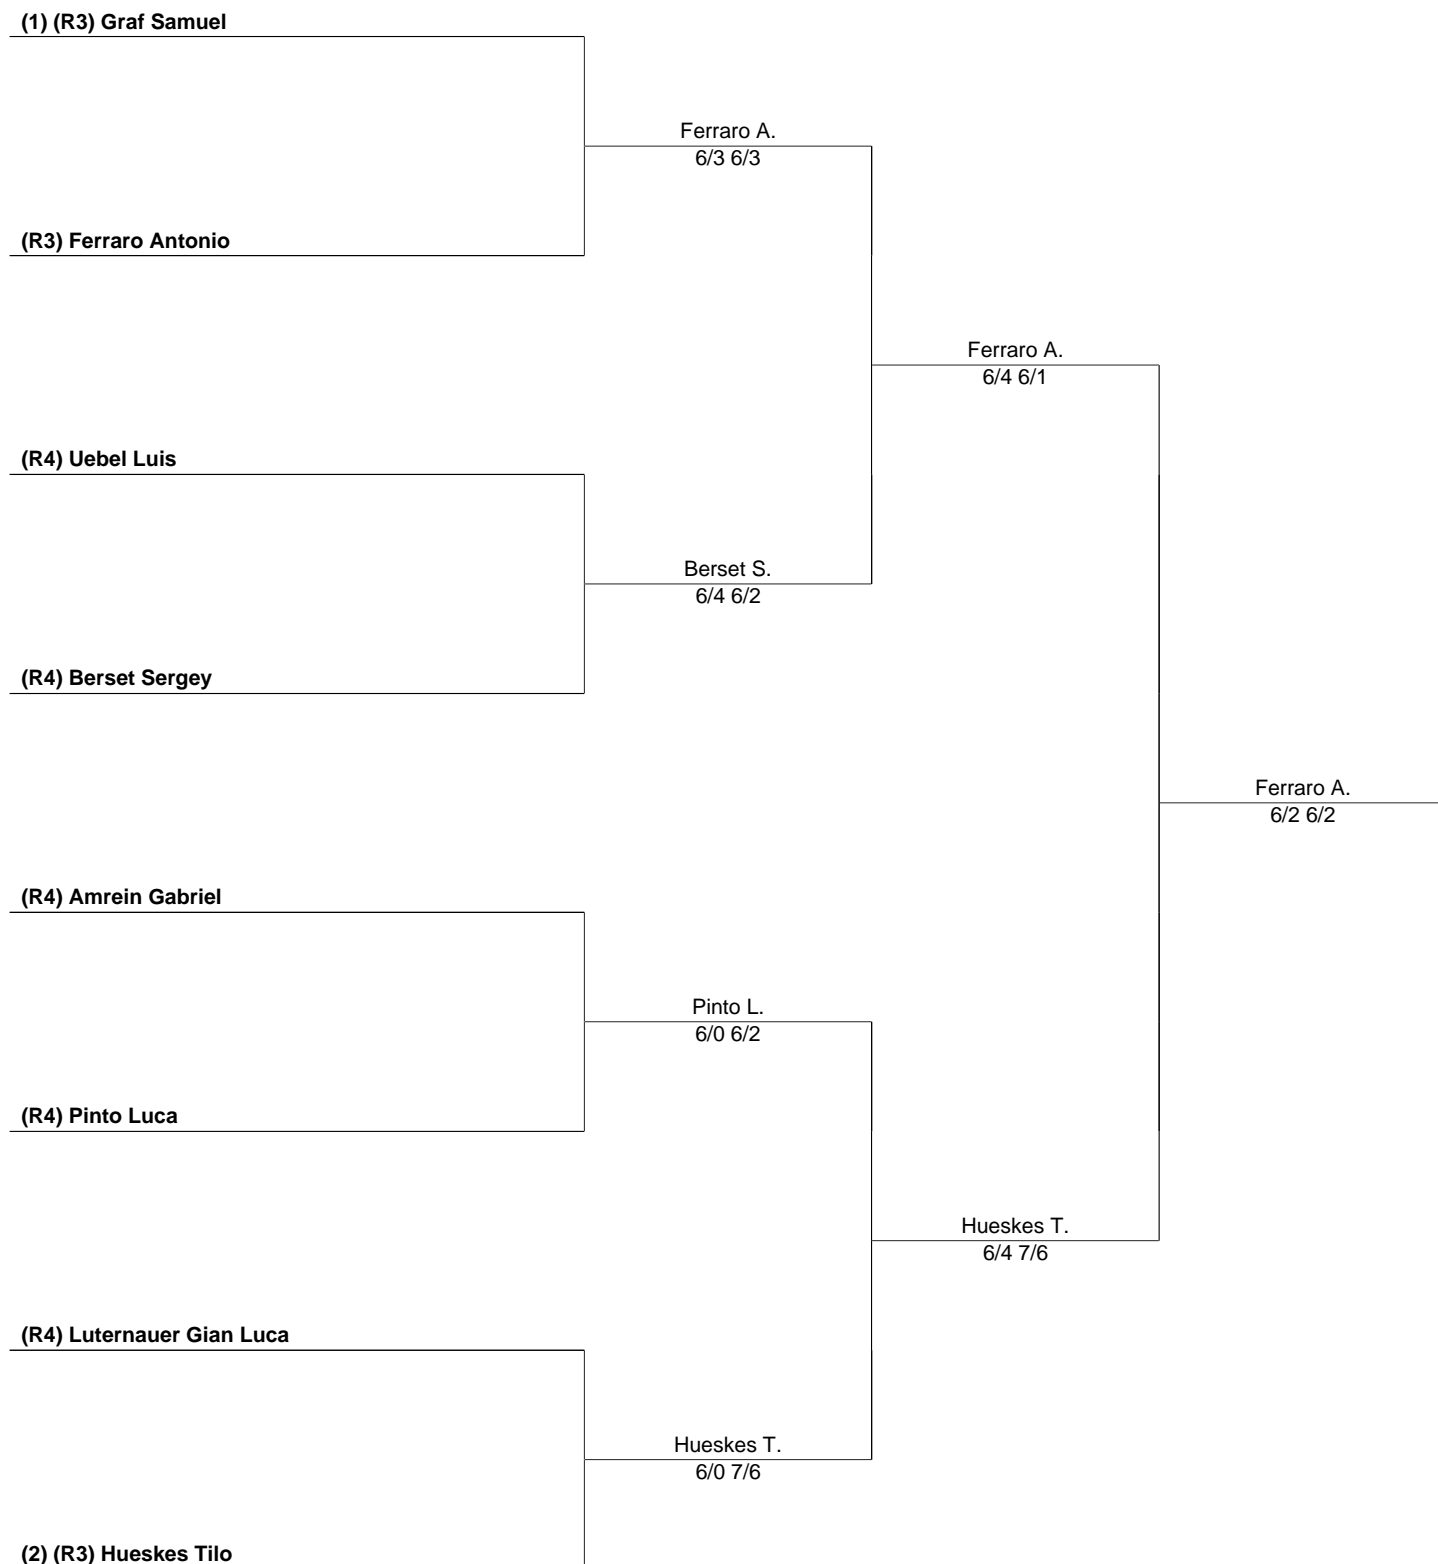 (1) (R3) Graf Samuel
Ferraro A.
6/3 6/3
(R3) Ferraro Antonio
Ferraro A.
6/4 6/1
(R4) Uebel Luis
Berset S.
6/4 6/2
(R4) Berset Sergey
Ferraro A.
6/2 6/2
(R4) Amrein Gabriel
Pinto L.
6/0 6/2
(R4) Pinto Luca
Hueskes T.
6/4 7/6
(R4) Luternauer Gian Luca
Hueskes T.
6/0 7/6
(2) (R3) Hueskes Tilo